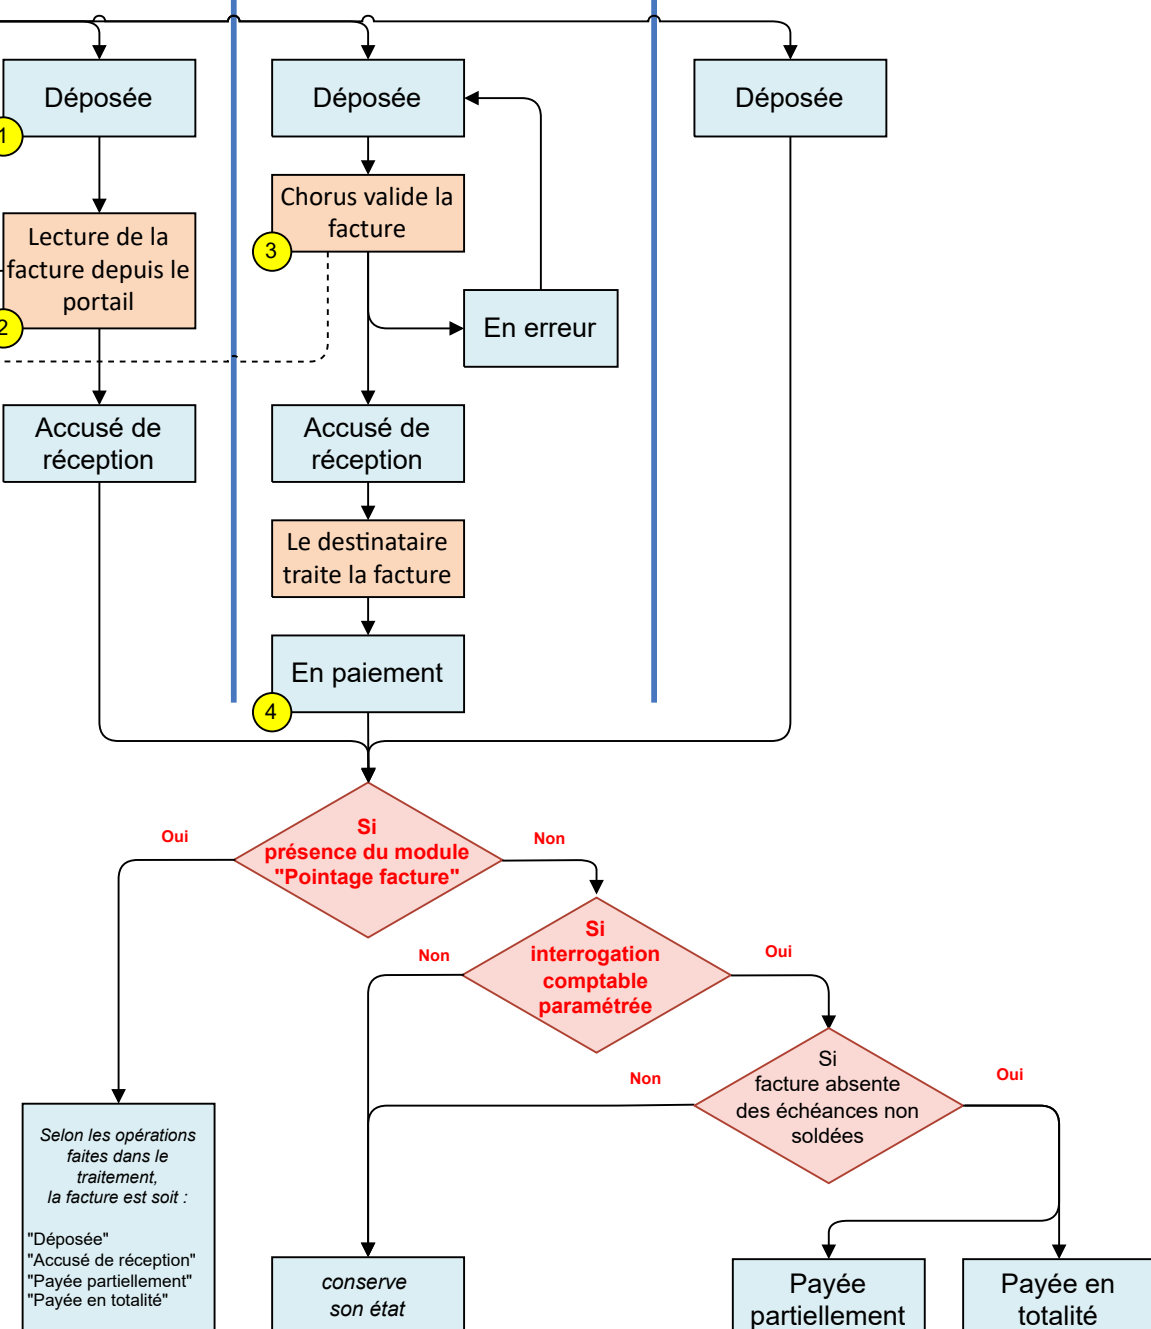 Déposée
Déposée
Déposée
1
Chorus valide la
facture
3
Lecture de la
facture depuis le
portail
2
En erreur
Accusé de
réception
Accusé de
réception
Le destinataire
traite la facture
En paiement
4
Si
présence du module
"Pointage facture"
Oui
Non
Si
interrogation
comptable
paramétrée
Non
Oui
Si
facture absente
des échéances non
soldées
Non
Oui
Selon les opérations
faites dans le
traitement,
la facture est soit :
"Déposée"
"Accusé de réception"
"Payée partiellement"
"Payée en totalité"
conserve
son état
Payée
partiellement
Payée en
totalité